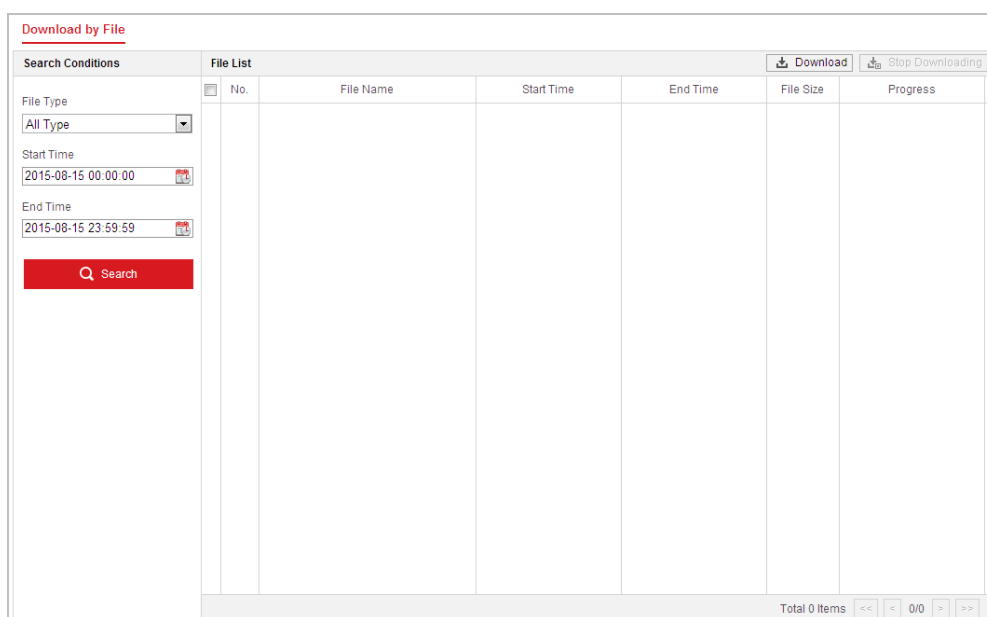 Download by File
Search Conditions
File Type
All Type
Start Time
2015-08-15 00:00:00
End Time
2015-08-15 23:59:59
Search
File List
Download
Stop Downloading
No. File Name Start Time End Time File Size Progress
Total 0 Items << < 0/0 > >>